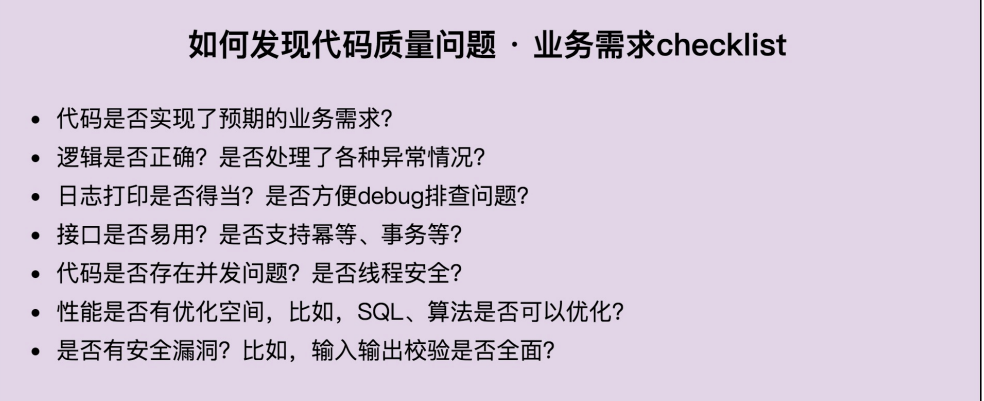 如何发现代码质量问题 · 业务需求checklist
• 代码是否实现了预期的业务需求？
• 逻辑是否正确？是否处理了各种异常情况？
• 日志打印是否得当？是否方便debug排查问题？
• 接口是否易用？是否支持幂等、事务等？
• 代码是否存在并发问题？是否线程安全？
• 性能是否有优化空间，比如，SQL、算法是否可以优化？
• 是否有安全漏洞？比如，输入输出校验是否全面？